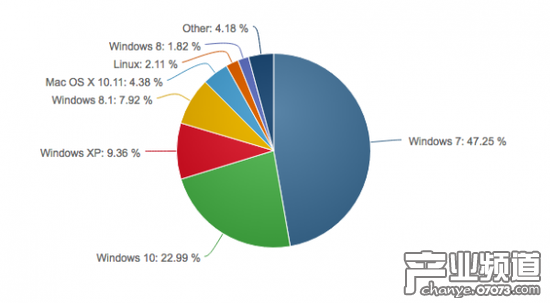 Other: 4.18 %
Windows 8: 1.82 %
Linux: 2.11 %
Mac OS X 10.11: 4.38 %
Windows 8.1: 7.92 %
Windows 7: 47.25 %
Windows XP: 9.36 %
Windows 10: 22.99 %
产业频道
chanye.07073.com